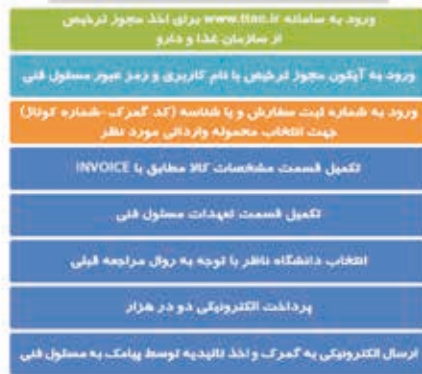 ورود به سامانه www.ttac.ir برای اخذ مجوز ترخیص
از سازمان غذا و دارو
ورود به آیکون مجوز ترخیص با نام کاربری و رمز عبور مسئول فنی
ورود به شماره ثبت سفارش و یا شناسه (کد گمرک-شماره کوتاژ)
جهت انتخاب محموله وارداتی مورد نظر
تکمیل قسمت مشخصات کالا مطابق با INVOICE
تکمیل قسمت تعهدات مسئول فنی
انتخاب دانشگاه ناظر با توجه به روال مراجعه قبلی
پرداخت الکترونیکی دو در هزار
ارسال الکترونیکی به گمرک و اخذ تائیدیه توسط پیامک به مسئول فنی